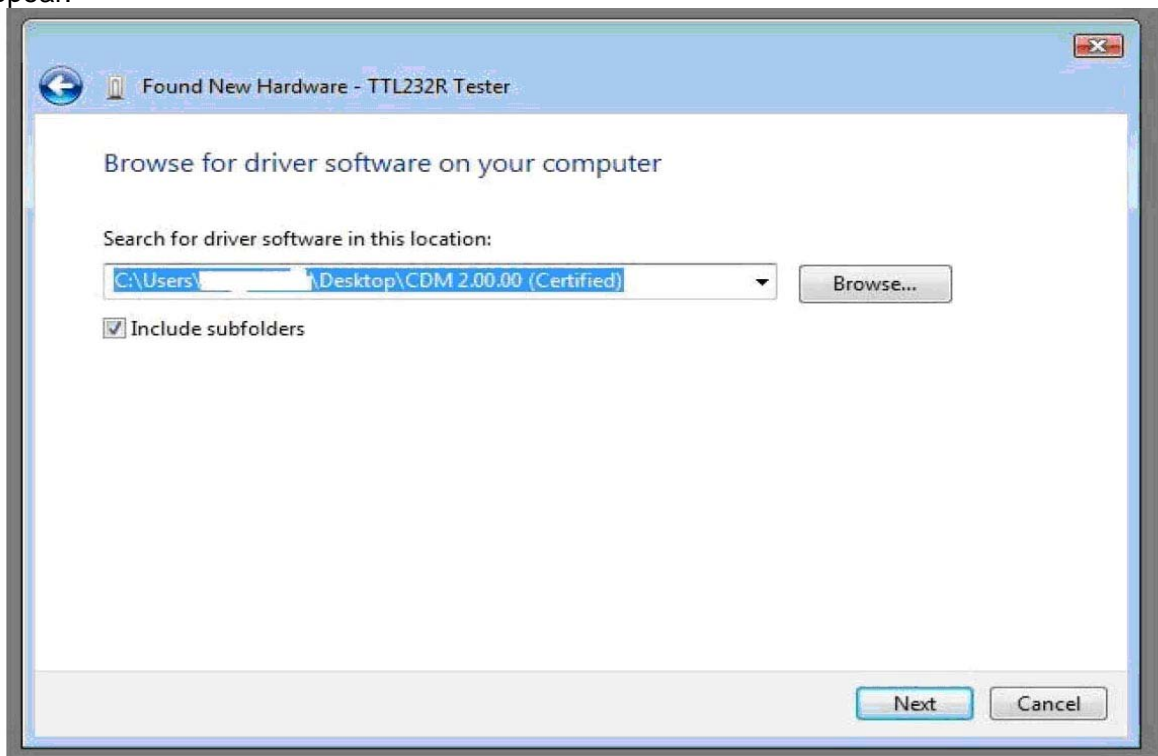 Found New Hardware - TTL232R Tester
Browse for driver software on your computer
Search for driver software in this location:
C:\Users\ \Desktop\CDM 2.00.00 (Certified)
Browse...
Include subfolders
Next Cancel